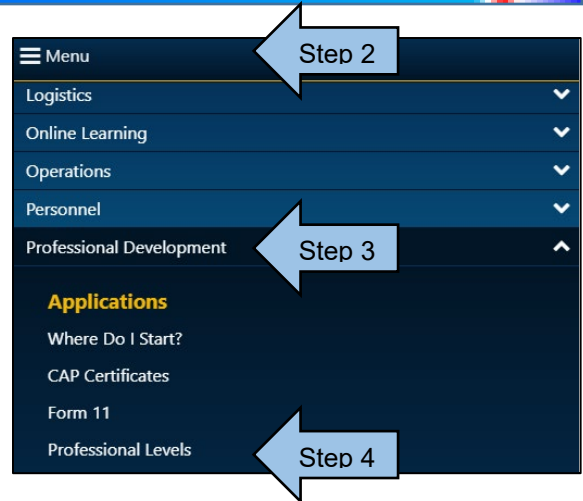 Menu Step 2
Logistics
Online Learning
Operations
Personnel
Professional Development Step 3
Applications
Where Do I Start?
CAP Certificates
Form 11
Professional Levels Step 4